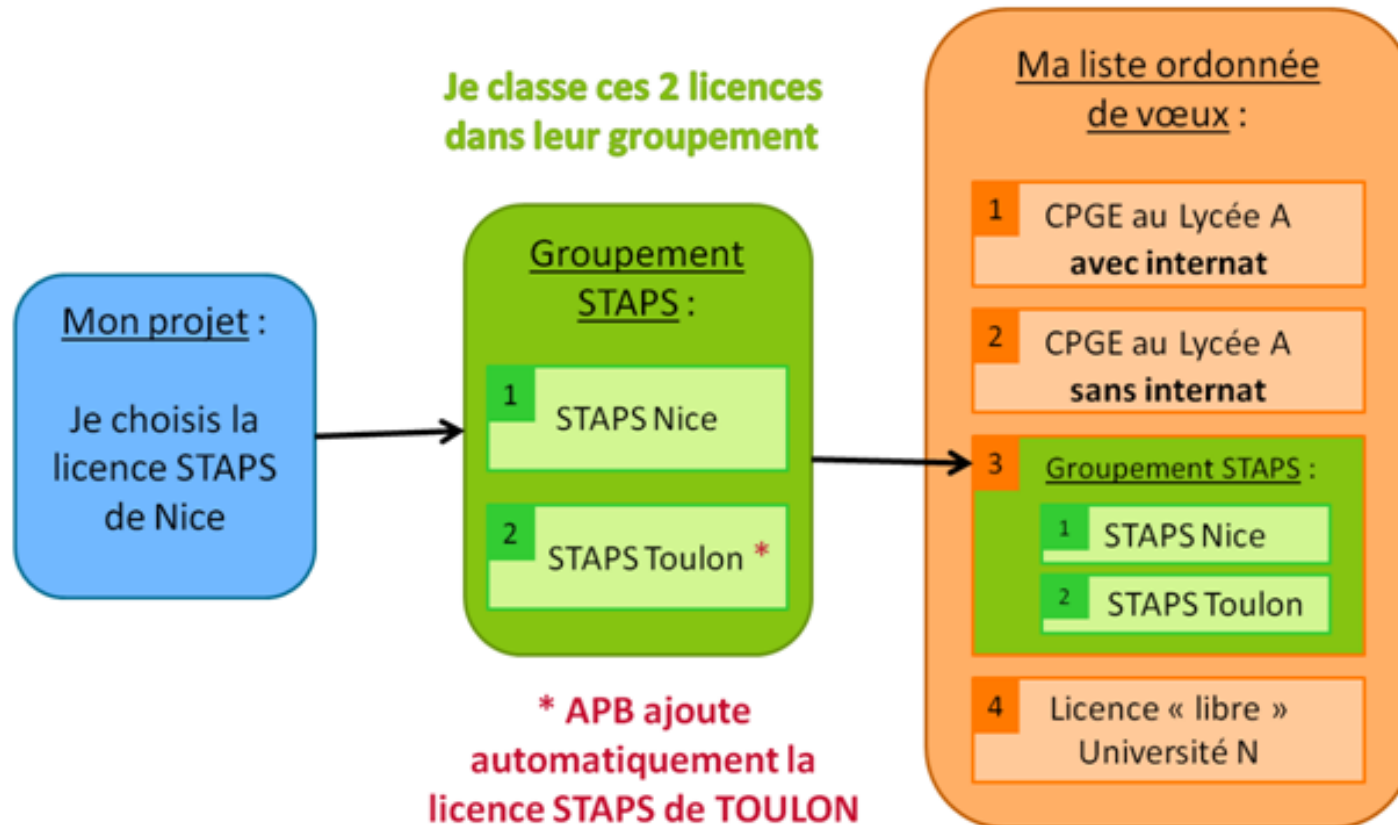 Mon projet :
Je choisis la
licence STAPS
de Nice
Je classe ces 2 licences
dans leur groupement
Groupement
STAPS :
1
STAPS Nice
2
STAPS Toulon *
* APB ajoute
automatiquement la
licence STAPS de TOULON
Ma liste ordonnée
de vœux :
1
CPGE au Lycée A
avec internat
2
CPGE au Lycée A
sans internat
3
Groupement STAPS :
1
STAPS Nice
2
STAPS Toulon
4
Licence « libre »
Université N